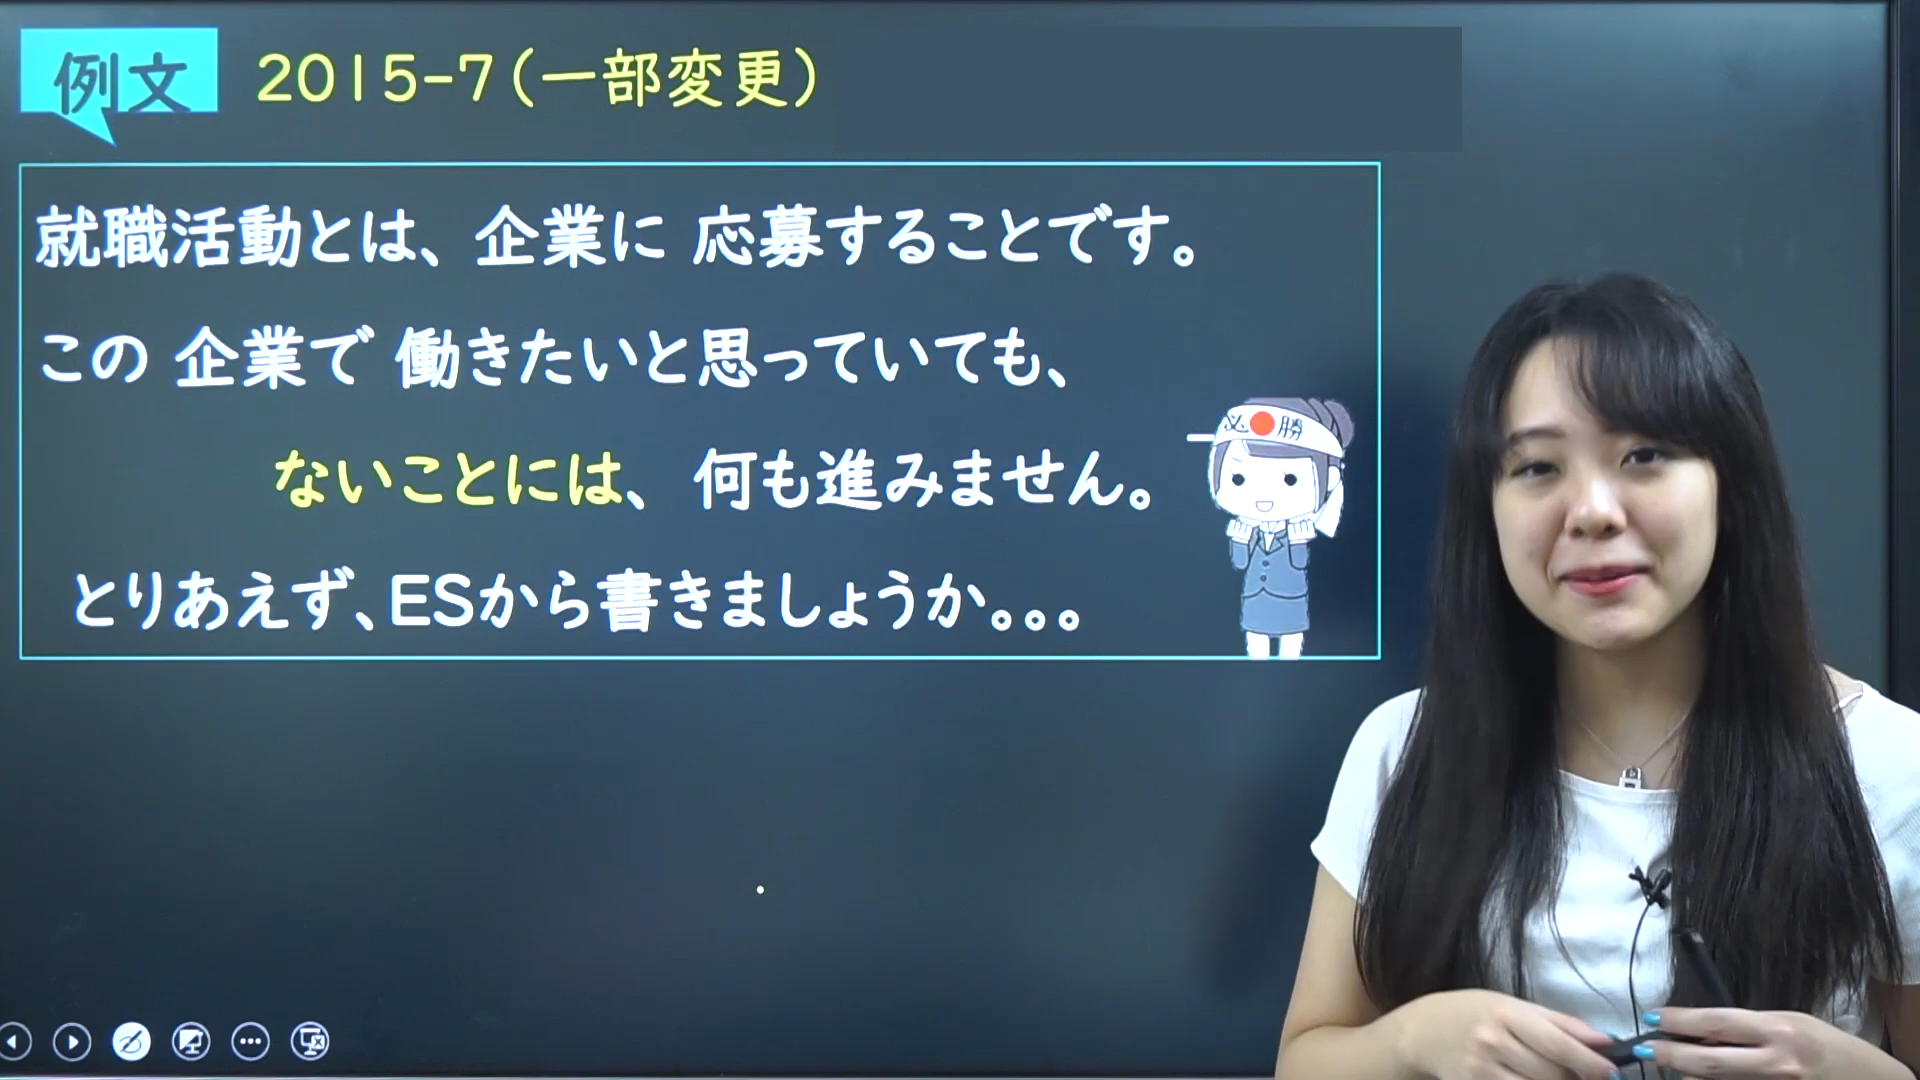 例文 2015-7(一部変更)
就職活動とは、企業に 応募することです。
この 企業で 働きたいと思っていても、
ないことには、 何も進みません。
必 勝
とりあえず、ESから書きましょうか。。。